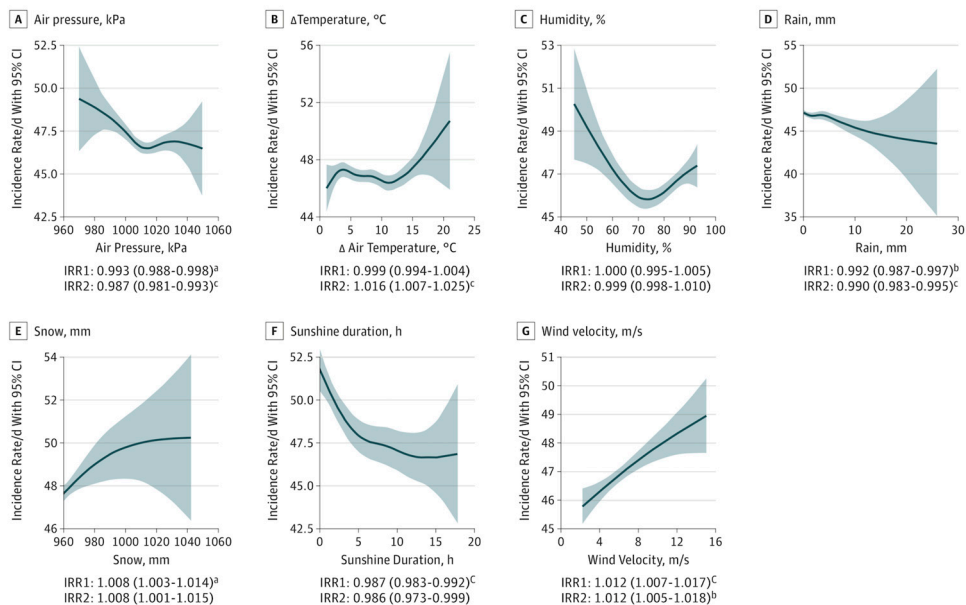 A Air pressure, kPa
Incidence Rate/d With 95% CI
52.5
50.0
47.5
45.0
42.5
960 980 1000 1020 1040 1060
Air Pressure, kPa
IRR1: 0.993 (0.988-0.998)a
IRR2: 0.987 (0.981-0.993)c
B ΔTemperature, °C
Incidence Rate/d With 95% CI
56
52
48
44
0 5 10 15 20 25
Δ Air Temperature, °C
IRR1: 0.999 (0.994-1.004)
IRR2: 1.016 (1.007-1.025)c
C Humidity, %
Incidence Rate/d With 95% CI
53
51
49
47
45
40 50 60 70 80 90 100
Humidity, %
IRR1: 1.000 (0.995-1.005)
IRR2: 0.999 (0.998-1.010)
D Rain, mm
Incidence Rate/d With 95% CI
55
50
45
40
35
0 10 20 30
Rain, mm
IRR1: 0.992 (0.987-0.997)b
IRR2: 0.990 (0.983-0.995)c
E Snow, mm
Incidence Rate/d With 95% CI
54
52
50
48
46
960 980 1000 1020 1040 1060
Snow, mm
IRR1: 1.008 (1.003-1.014)a
IRR2: 1.008 (1.001-1.015)
F Sunshine duration, h
Incidence Rate/d With 95% CI
52.5
50.0
47.5
45.0
42.5
0 5 10 15 20
Sunshine Duration, h
IRR1: 0.987 (0.983-0.992)C
IRR2: 0.986 (0.973-0.999)
G Wind velocity, m/s
Incidence Rate/d With 95% CI
51
50
49
48
47
46
45
0 4 8 12 16
Wind Velocity, m/s
IRR1: 1.012 (1.007-1.017)C
IRR2: 1.012 (1.005-1.018)b